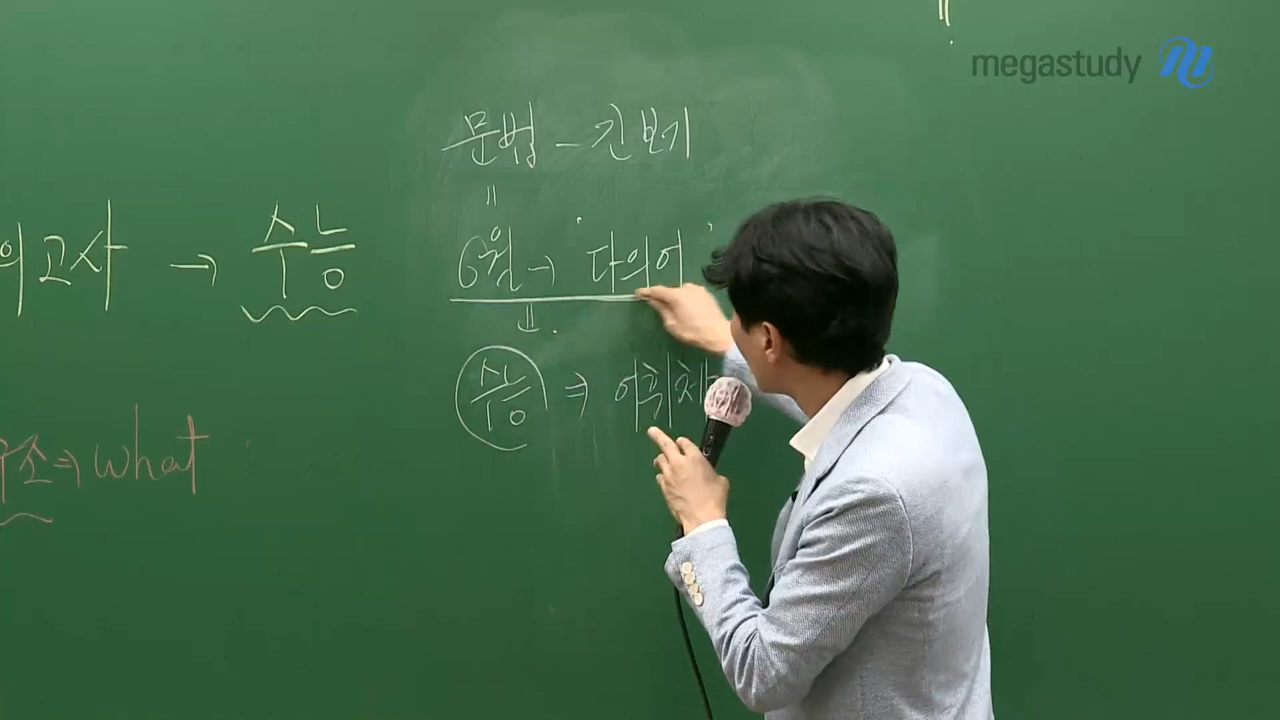 megastudy
문법 - 간보기
=
6월 → '다의어'
의고사 → 수능
=
수능 ⇒ 어휘체
소 ⇒ what